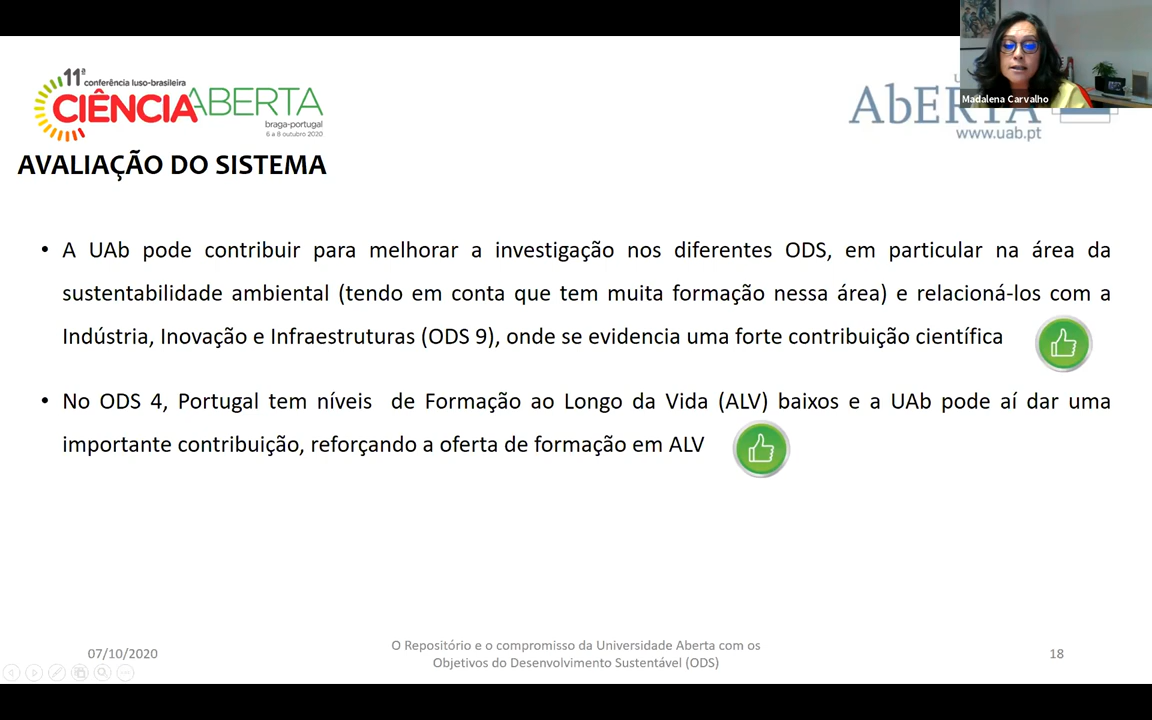 11ª conferência luso-brasileira
CIÊNCIAABERTA
braga-portugal
6 a 8 outubro 2020
Madalena Carvalho
AbERTA
www.uab.pt
AVALIAÇÃO DO SISTEMA
• A UAb pode contribuir para melhorar a investigação nos diferentes ODS, em particular na área da
sustentabilidade ambiental (tendo em conta que tem muita formação nessa área) e relacioná-los com a
Indústria, Inovação e Infraestruturas (ODS 9), onde se evidencia uma forte contribuição científica
• No ODS 4, Portugal tem níveis de Formação ao Longo da Vida (ALV) baixos e a UAb pode aí dar uma
importante contribuição, reforçando a oferta de formação em ALV
07/10/2020
O Repositório e o compromisso da Universidade Aberta com os
Objetivos do Desenvolvimento Sustentável (ODS)
18